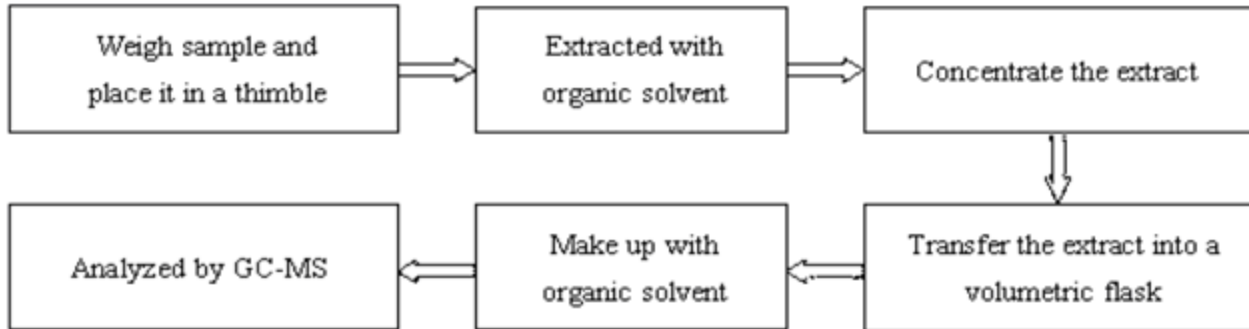 Weigh sample and
place it in a thimble
Extracted with
organic solvent
Concentrate the extract
Transfer the extract into a
volumetric flask
Make up with
organic solvent
Analyzed by GC-MS